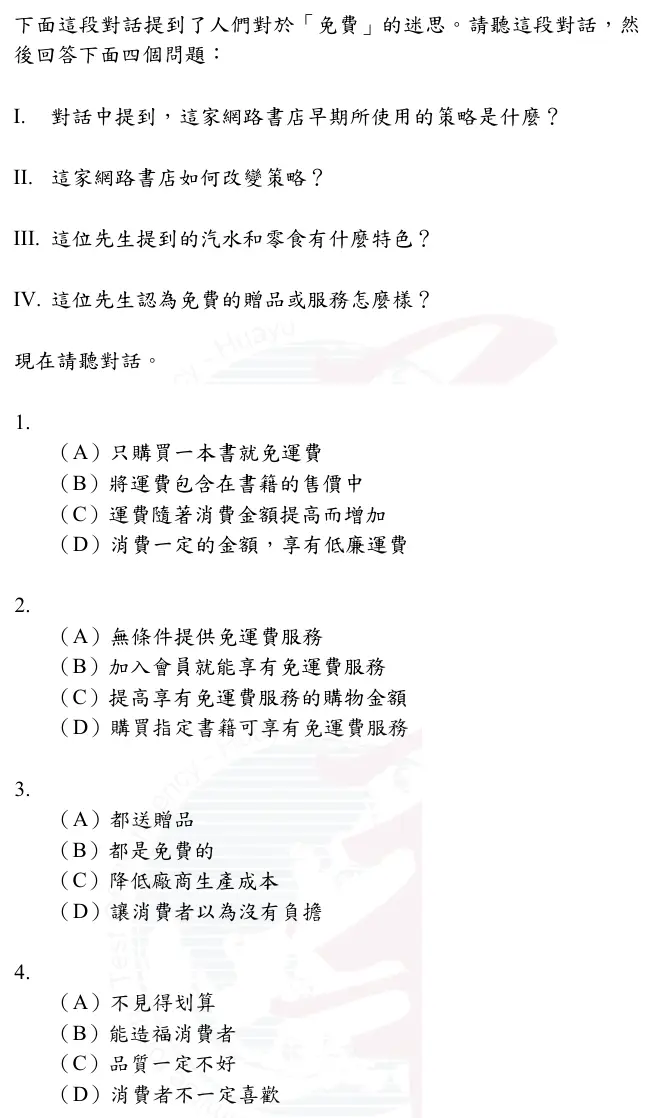 下面這段對話提到了人們對於「免費」的迷思。請聽這段對話，然
後回答下面四個問題：
I. 對話中提到，這家網路書店早期所使用的策略是什麼？
II. 這家網路書店如何改變策略？
III. 這位先生提到的汽水和零食有什麼特色？
IV. 這位先生認為免費的贈品或服務怎麼樣？
現在請聽對話。
1.
（A）只購買一本書就免運費
（B）將運費包含在書籍的售價中
（C）運費隨著消費金額提高而增加
（D）消費一定的金額，享有低廉運費
2.
（A）無條件提供免運費服務
（B）加入會員就能享有免運費服務
（C）提高享有免運費服務的購物金額
（D）購買指定書籍可享有免運費服務
3.
（A）都送贈品
（B）都是免費的
（C）降低廠商生產成本
（D）讓消費者以為沒有負擔
4.
（A）不見得划算
（B）能造福消費者
（C）品質一定不好
（D）消費者不一定喜歡